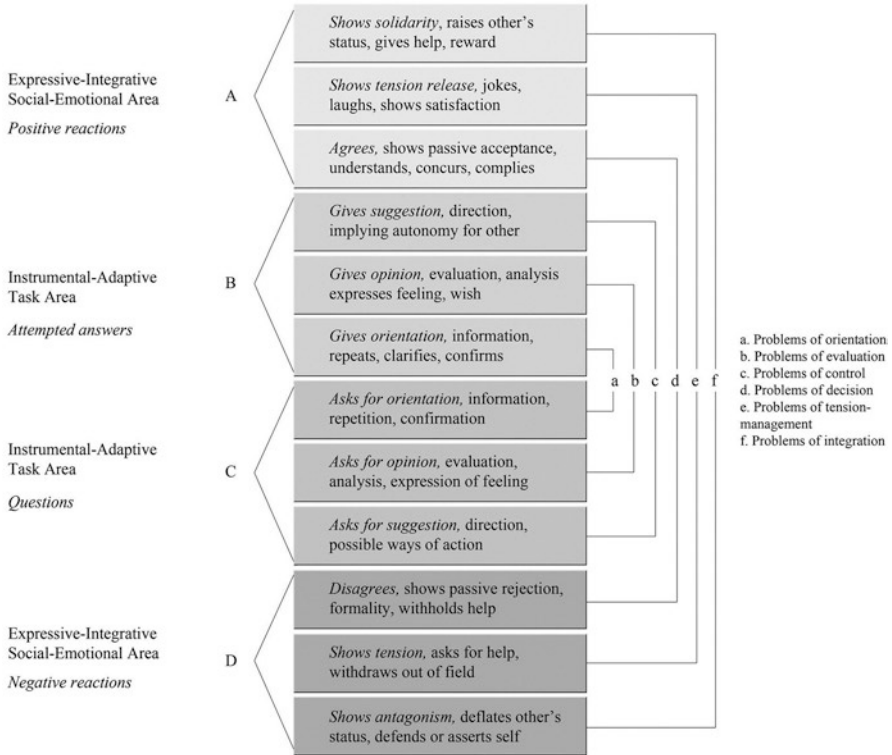 Expressive-Integrative
Social-Emotional Area
Positive reactions
A
Shows solidarity, raises other's
status, gives help, reward
Shows tension release, jokes,
laughs, shows satisfaction
Agrees, shows passive acceptance,
understands, concurs, complies
Instrumental-Adaptive
Task Area
Attempted answers
B
Gives suggestion, direction,
implying autonomy for other
Gives opinion, evaluation, analysis
expresses feeling, wish
Gives orientation, information,
repeats, clarifies, confirms
Instrumental-Adaptive
Task Area
Questions
C
Asks for orientation, information,
repetition, confirmation
Asks for opinion, evaluation,
analysis, expression of feeling
Asks for suggestion, direction,
possible ways of action
Expressive-Integrative
Social-Emotional Area
Negative reactions
D
Disagrees, shows passive rejection,
formality, withholds help
Shows tension, asks for help,
withdraws out of field
Shows antagonism, deflates other's
status, defends or asserts self
a b c d e f
a. Problems of orientation
b. Problems of evaluation
c. Problems of control
d. Problems of decision
e. Problems of tension-
management
f. Problems of integration